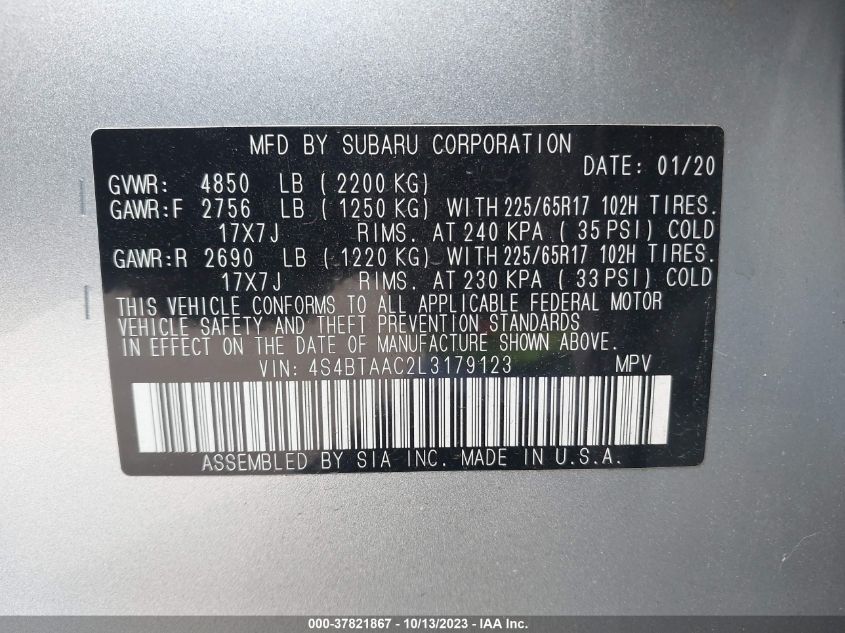 MFD BY SUBARU CORPORATION
DATE: 01/20
GVWR: 4850 LB ( 2200 KG)
GAWR:F 2756 LB ( 1250 KG) WITH 225/65R17 102H TIRES.
17X7J RIMS. AT 240 KPA ( 35 PSI) COLD
GAWR:R 2690 LB ( 1220 KG) WITH 225/65R17 102H TIRES.
17X7J RIMS. AT 230 KPA ( 33 PSI) COLD
THIS VEHICLE CONFORMS TO ALL APPLICABLE FEDERAL MOTOR
VEHICLE SAFETY AND THEFT PREVENTION STANDARDS
IN EFFECT ON THE DATE OF MANUFACTURE SHOWN ABOVE.
VIN: 4S4BTAAC2L3179123 MPV
ASSEMBLED BY SIA INC. MADE IN U.S.A.
000-37821867 - 10/13/2023 - IAA Inc.